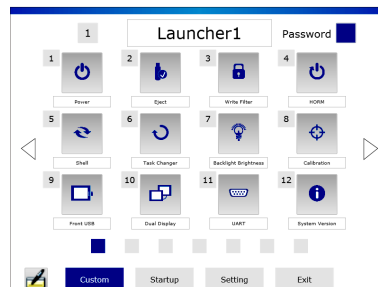 1 Launcher1 Password
1 2 3 4
Power Eject Write Filter HORM
5 6 7 8
Shell Task Changer Backlight Brightness Calibration
9 10 11 12
Front USB Dual Display UART System Version
Custom Startup Setting Exit